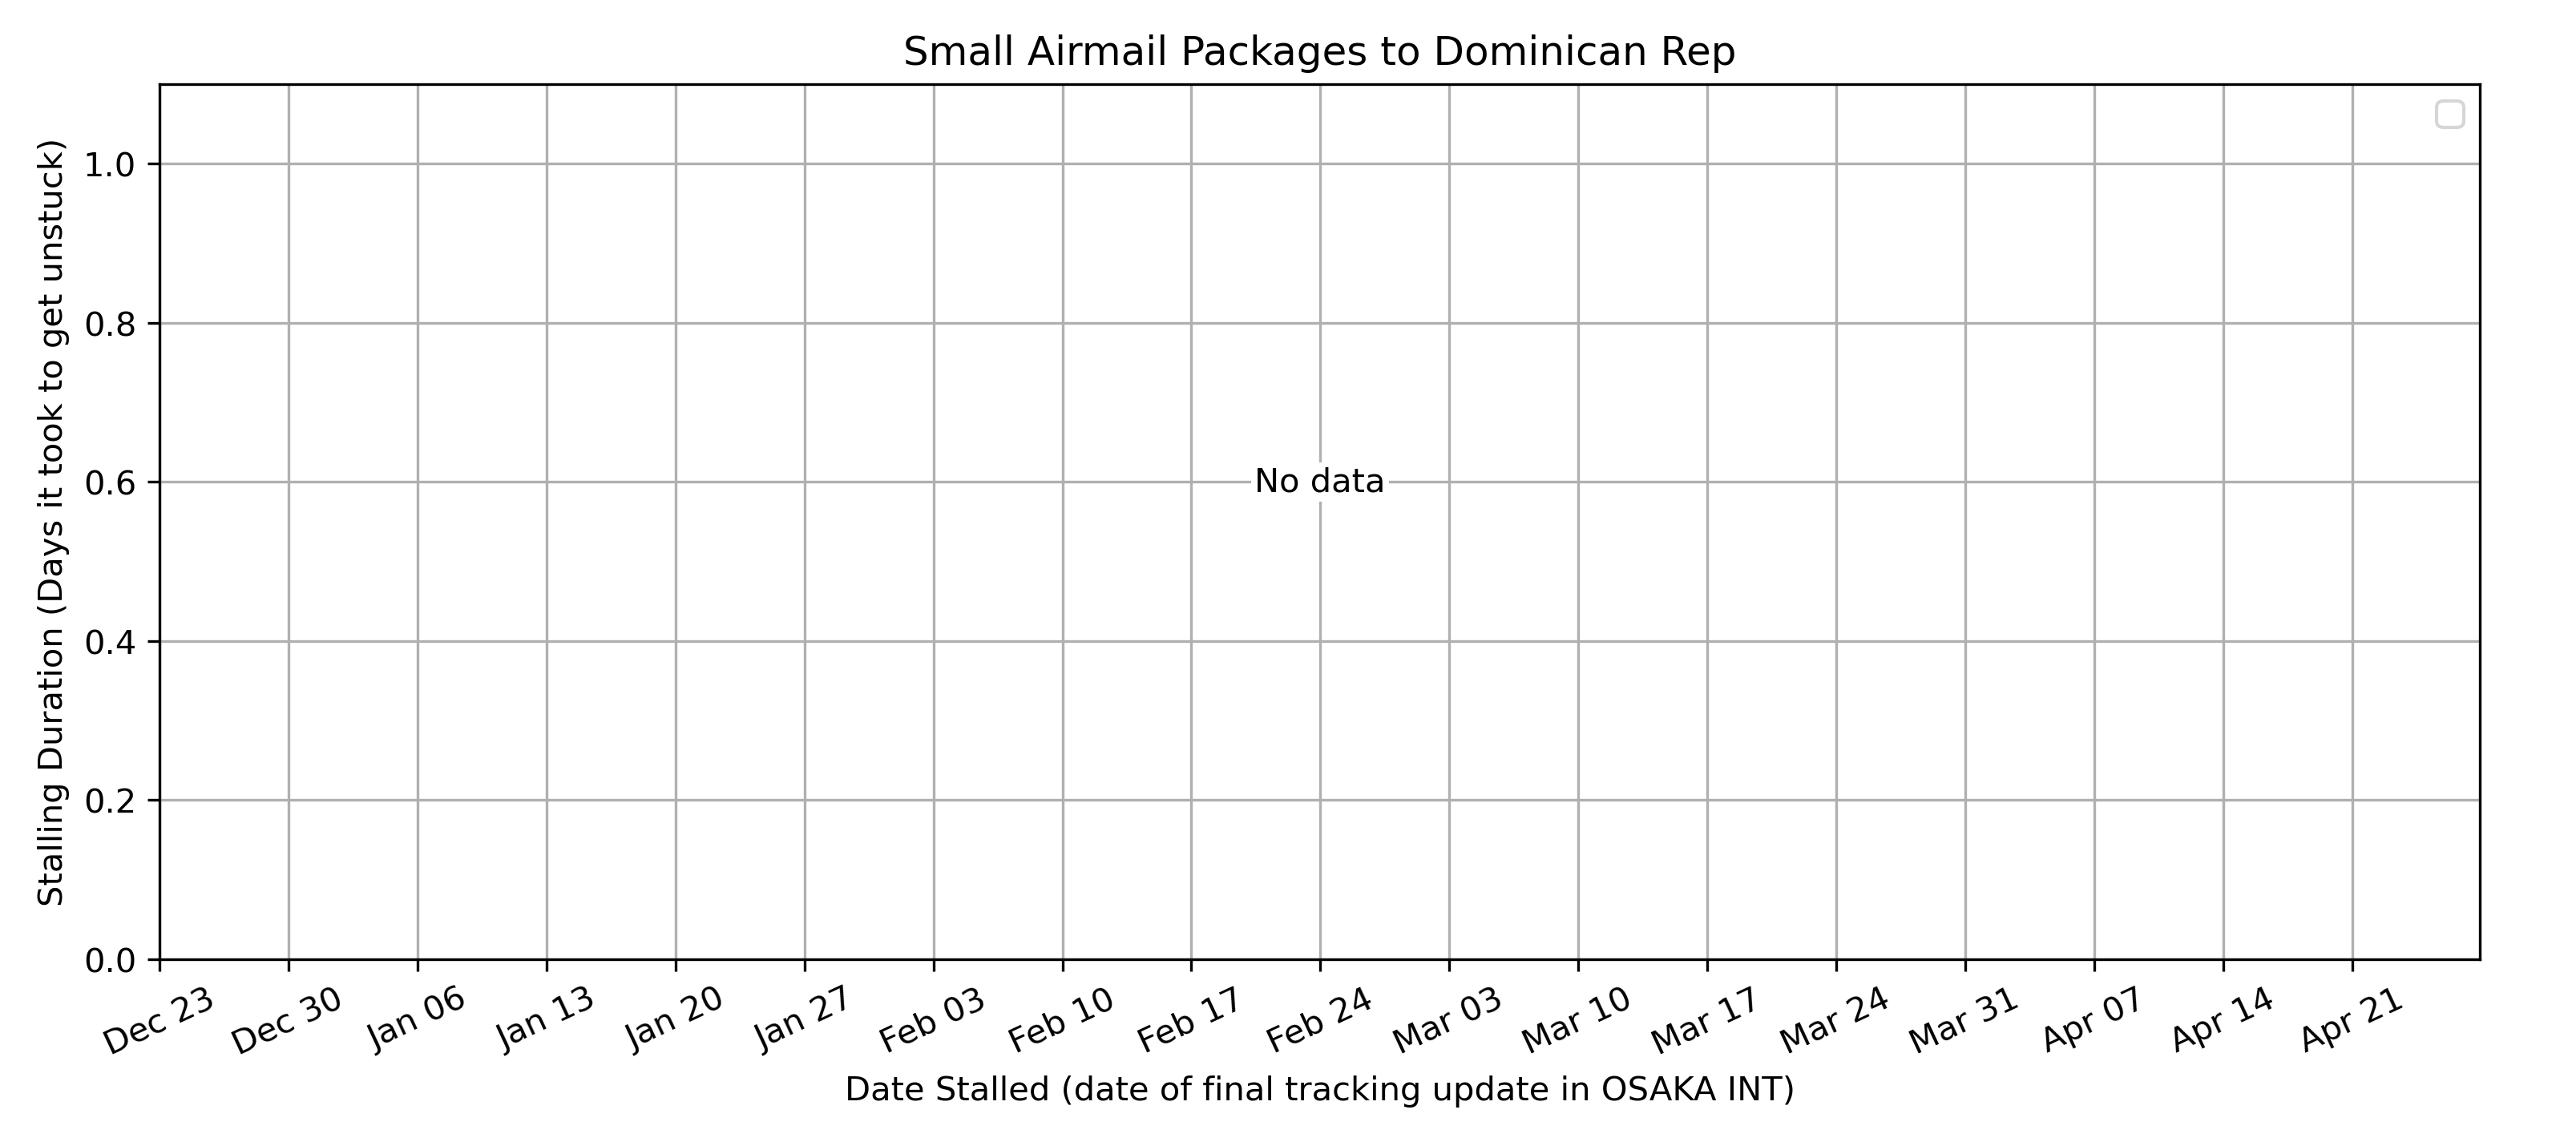 Small Airmail Packages to Dominican Rep
Stalling Duration (Days it took to get unstuck)
1.0
0.8
0.6
0.4
0.2
0.0
No data
Dec 23 Dec 30 Jan 06 Jan 13 Jan 20 Jan 27 Feb 03 Feb 10 Feb 17 Feb 24 Mar 03 Mar 10 Mar 17 Mar 24 Mar 31 Apr 07 Apr 14 Apr 21
Date Stalled (date of final tracking update in OSAKA INT)